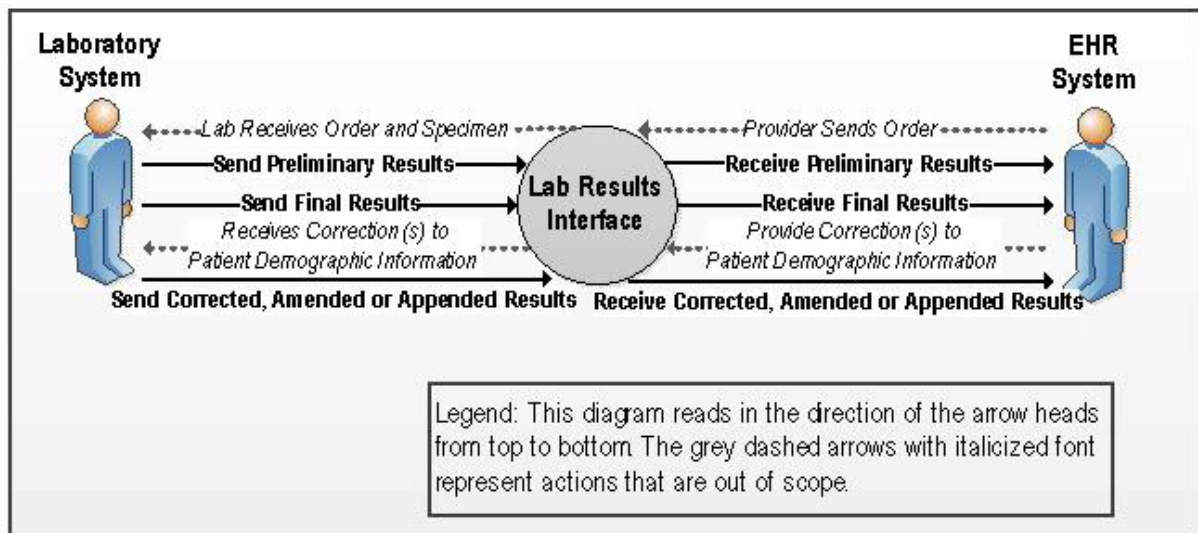 Laboratory
System
EHR
System
Lab Receives Order and Specimen
Provider Sends Order
Send Preliminary Results
Receive Preliminary Results
Lab Results
Interface
Send Final Results
Receive Final Results
Receives Correction (s) to
Patient Demographic Information
Provide Correction (s) to
Patient Demographic Information
Send Corrected, Amended or Appended Results
Receive Corrected, Amended or Appended Results
Legend: This diagram reads in the direction of the arrow heads
from top to bottom. The grey dashed arrows with italicized font
represent actions that are out of scope.